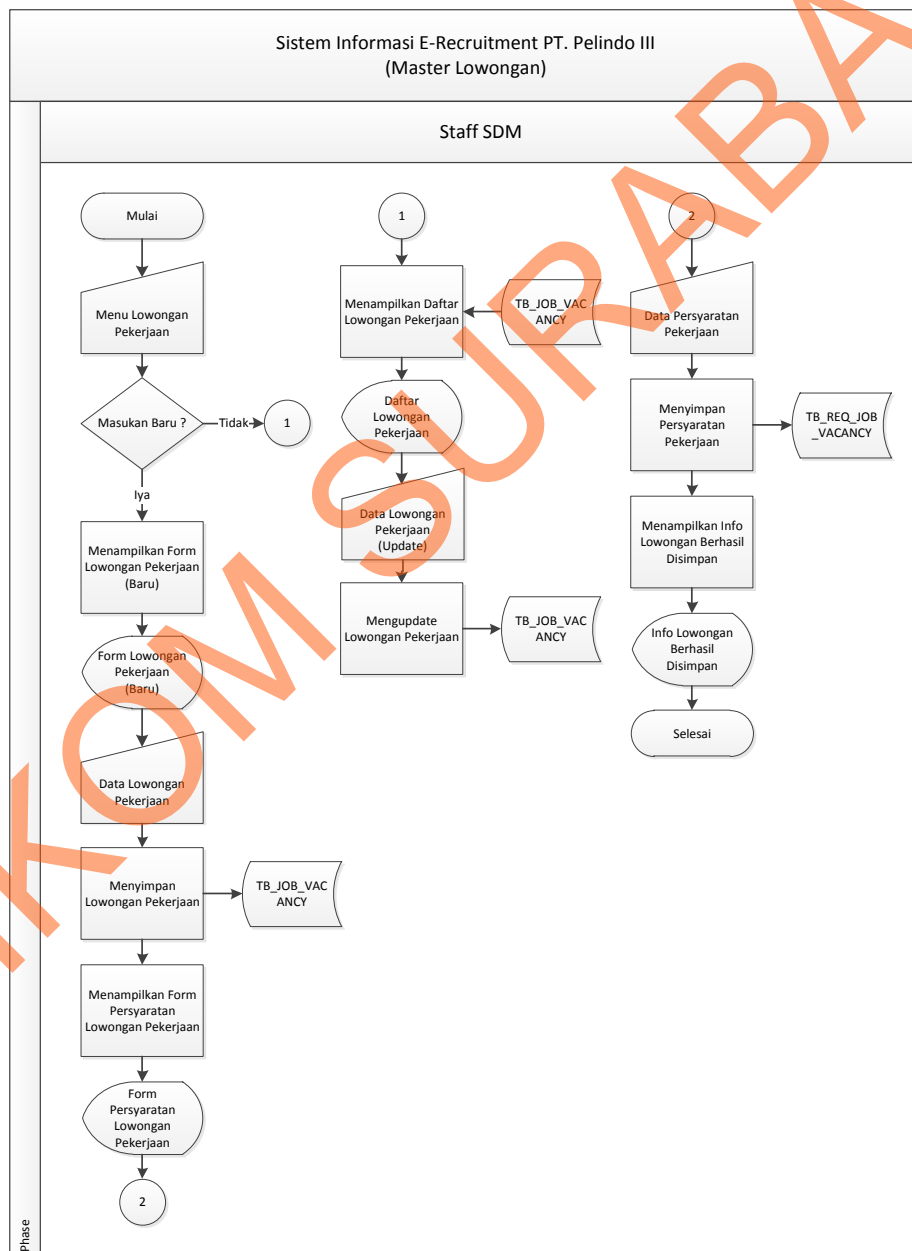 Sistem Informasi E-Recruitment PT. Pelindo III
(Master Lowongan)
Staff SDM
Phase
Mulai
Menu Lowongan
Pekerjaan
Masukan Baru ?
Tidak
1
Iya
Menampilkan Form
Lowongan Pekerjaan
(Baru)
Form Lowongan
Pekerjaan
(Baru)
Data Lowongan
Pekerjaan
Menyimpan
Lowongan Pekerjaan
TB_JOB_VAC
ANCY
Menampilkan Form
Persyaratan
Lowongan Pekerjaan
Form
Persyaratan
Lowongan
Pekerjaan
2
1
Menampilkan Daftar
Lowongan Pekerjaan
TB_JOB_VAC
ANCY
Daftar
Lowongan
Pekerjaan
Data Lowongan
Pekerjaan
(Update)
Mengupdate
Lowongan Pekerjaan
TB_JOB_VAC
ANCY
2
Data Persyaratan
Pekerjaan
Menyimpan
Persyaratan
Pekerjaan
TB_REQ_JOB
_VACANCY
Menampilkan Info
Lowongan Berhasil
Disimpan
Info Lowongan
Berhasil
Disimpan
Selesai
KOM SURABA